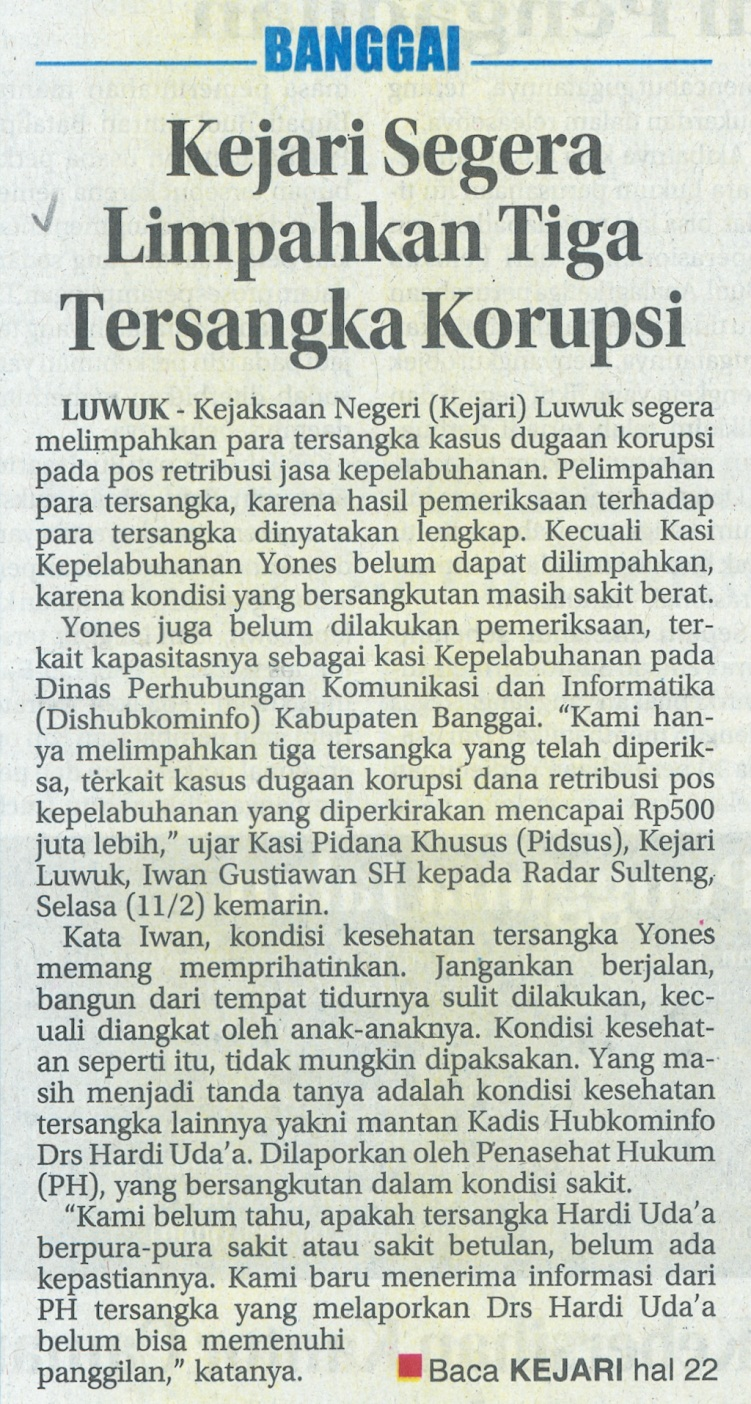 BANGGAI
Kejari Segera
Limpahkan Tiga
Tersangka Korupsi
LUWUK - Kejaksaan Negeri (Kejari) Luwuk segera
melimpahkan para tersangka kasus dugaan korupsi
pada pos retribusi jasa kepelabuhanan. Pelimpahan
para tersangka, karena hasil pemeriksaan terhadap
para tersangka dinyatakan lengkap. Kecuali Kasi
Kepelabuhanan Yones belum dapat dilimpahkan,
karena kondisi yang bersangkutan masih sakit berat.
Yones juga belum dilakukan pemeriksaan, ter-
kait kapasitasnya sebagai kasi Kepelabuhanan pada
Dinas Perhubungan Komunikasi dan Informatika
(Dishubkominfo) Kabupaten Banggai. “Kami han-
ya melimpahkan tiga tersangka yang telah diperik-
sa, terkait kasus dugaan korupsi dana retribusi pos
kepelabuhanan yang diperkirakan mencapai Rp500
juta lebih,” ujar Kasi Pidana Khusus (Pidsus), Kejari
Luwuk, Iwan Gustiawan SH kepada Radar Sulteng,
Selasa (11/2) kemarin.
Kata Iwan, kondisi kesehatan tersangka Yones
memang memprihatinkan. Jangankan berjalan,
bangun dari tempat tidurnya sulit dilakukan, kec-
uali diangkat oleh anak-anaknya. Kondisi kesehat-
an seperti itu, tidak mungkin dipaksakan. Yang ma-
sih menjadi tanda tanya adalah kondisi kesehatan
tersangka lainnya yakni mantan Kadis Hubkominfo
Drs Hardi Uda’a. Dilaporkan oleh Penasehat Hukum
(PH), yang bersangkutan dalam kondisi sakit.
“Kami belum tahu, apakah tersangka Hardi Uda’a
berpura-pura sakit atau sakit betulan, belum ada
kepastiannya. Kami baru menerima informasi dari
PH tersangka yang melaporkan Drs Hardi Uda’a
belum bisa memenuhi
panggilan,” katanya.
Baca KEJARI hal 22